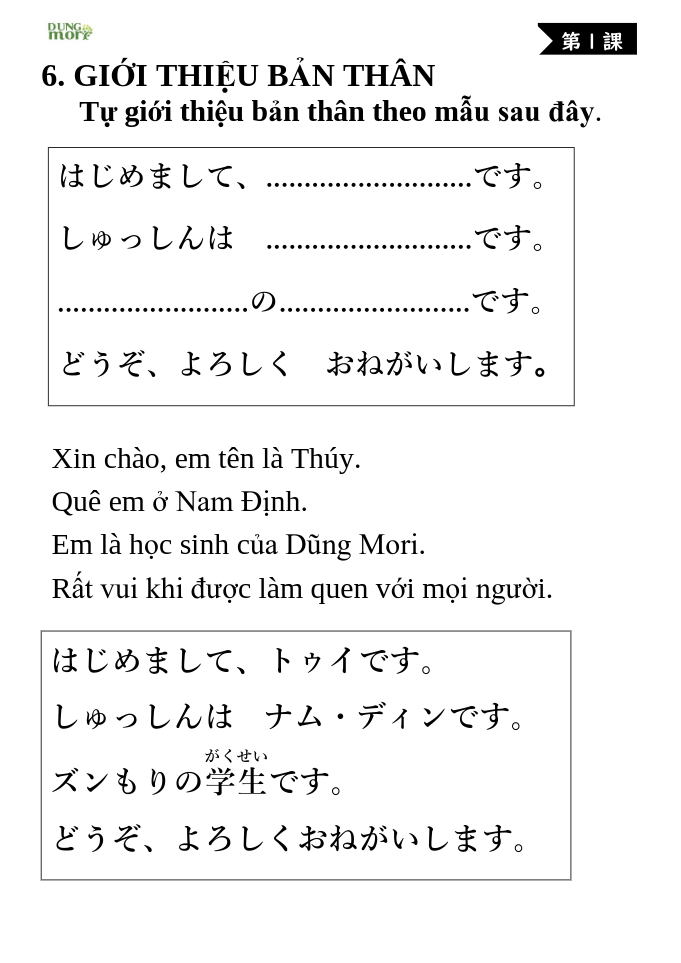 DUNG
mori
第1課
6. GIỚI THIỆU BẢN THÂN
Tự giới thiệu bản thân theo mẫu sau đây.
はじめまして、...........................です。
しゅっしんは　...........................です。
.........................の.........................です。
どうぞ、よろしく　おねがいします。
Xin chào, em tên là Thúy.
Quê em ở Nam Định.
Em là học sinh của Dũng Mori.
Rất vui khi được làm quen với mọi người.
はじめまして、トゥイです。
しゅっしんは　ナム・ディンです。
がくせい
ズンもりの学生です。
どうぞ、よろしくおねがいします。